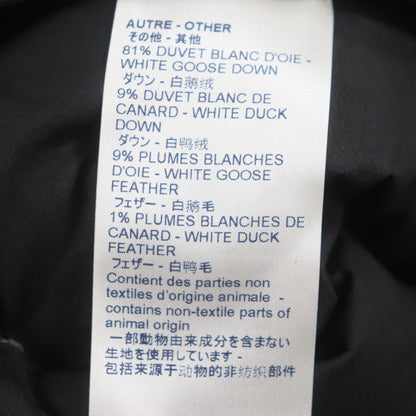 AUTRE - OTHER
その他 - 其他
81% DUVET BLANC D'OIE -
WHITE GOOSE DOWN
ダウン - 白鹅绒
9% DUVET BLANC DE
CANARD - WHITE DUCK
DOWN
ダウン - 白鸭绒
9% PLUMES BLANCHES
D'OIES - WHITE GOOSE
FEATHER
フェザー - 白鹅毛
1% PLUMES BLANCHES DE
CANARD - WHITE DUCK
FEATHER
フェザー - 白鸭毛
Contient des parties non
textiles d'origine animale -
contains non-textile parts of
animal origin
一部動物由来成分を含まない
生地を使用しています -
包括来源于动物的非纺织部件